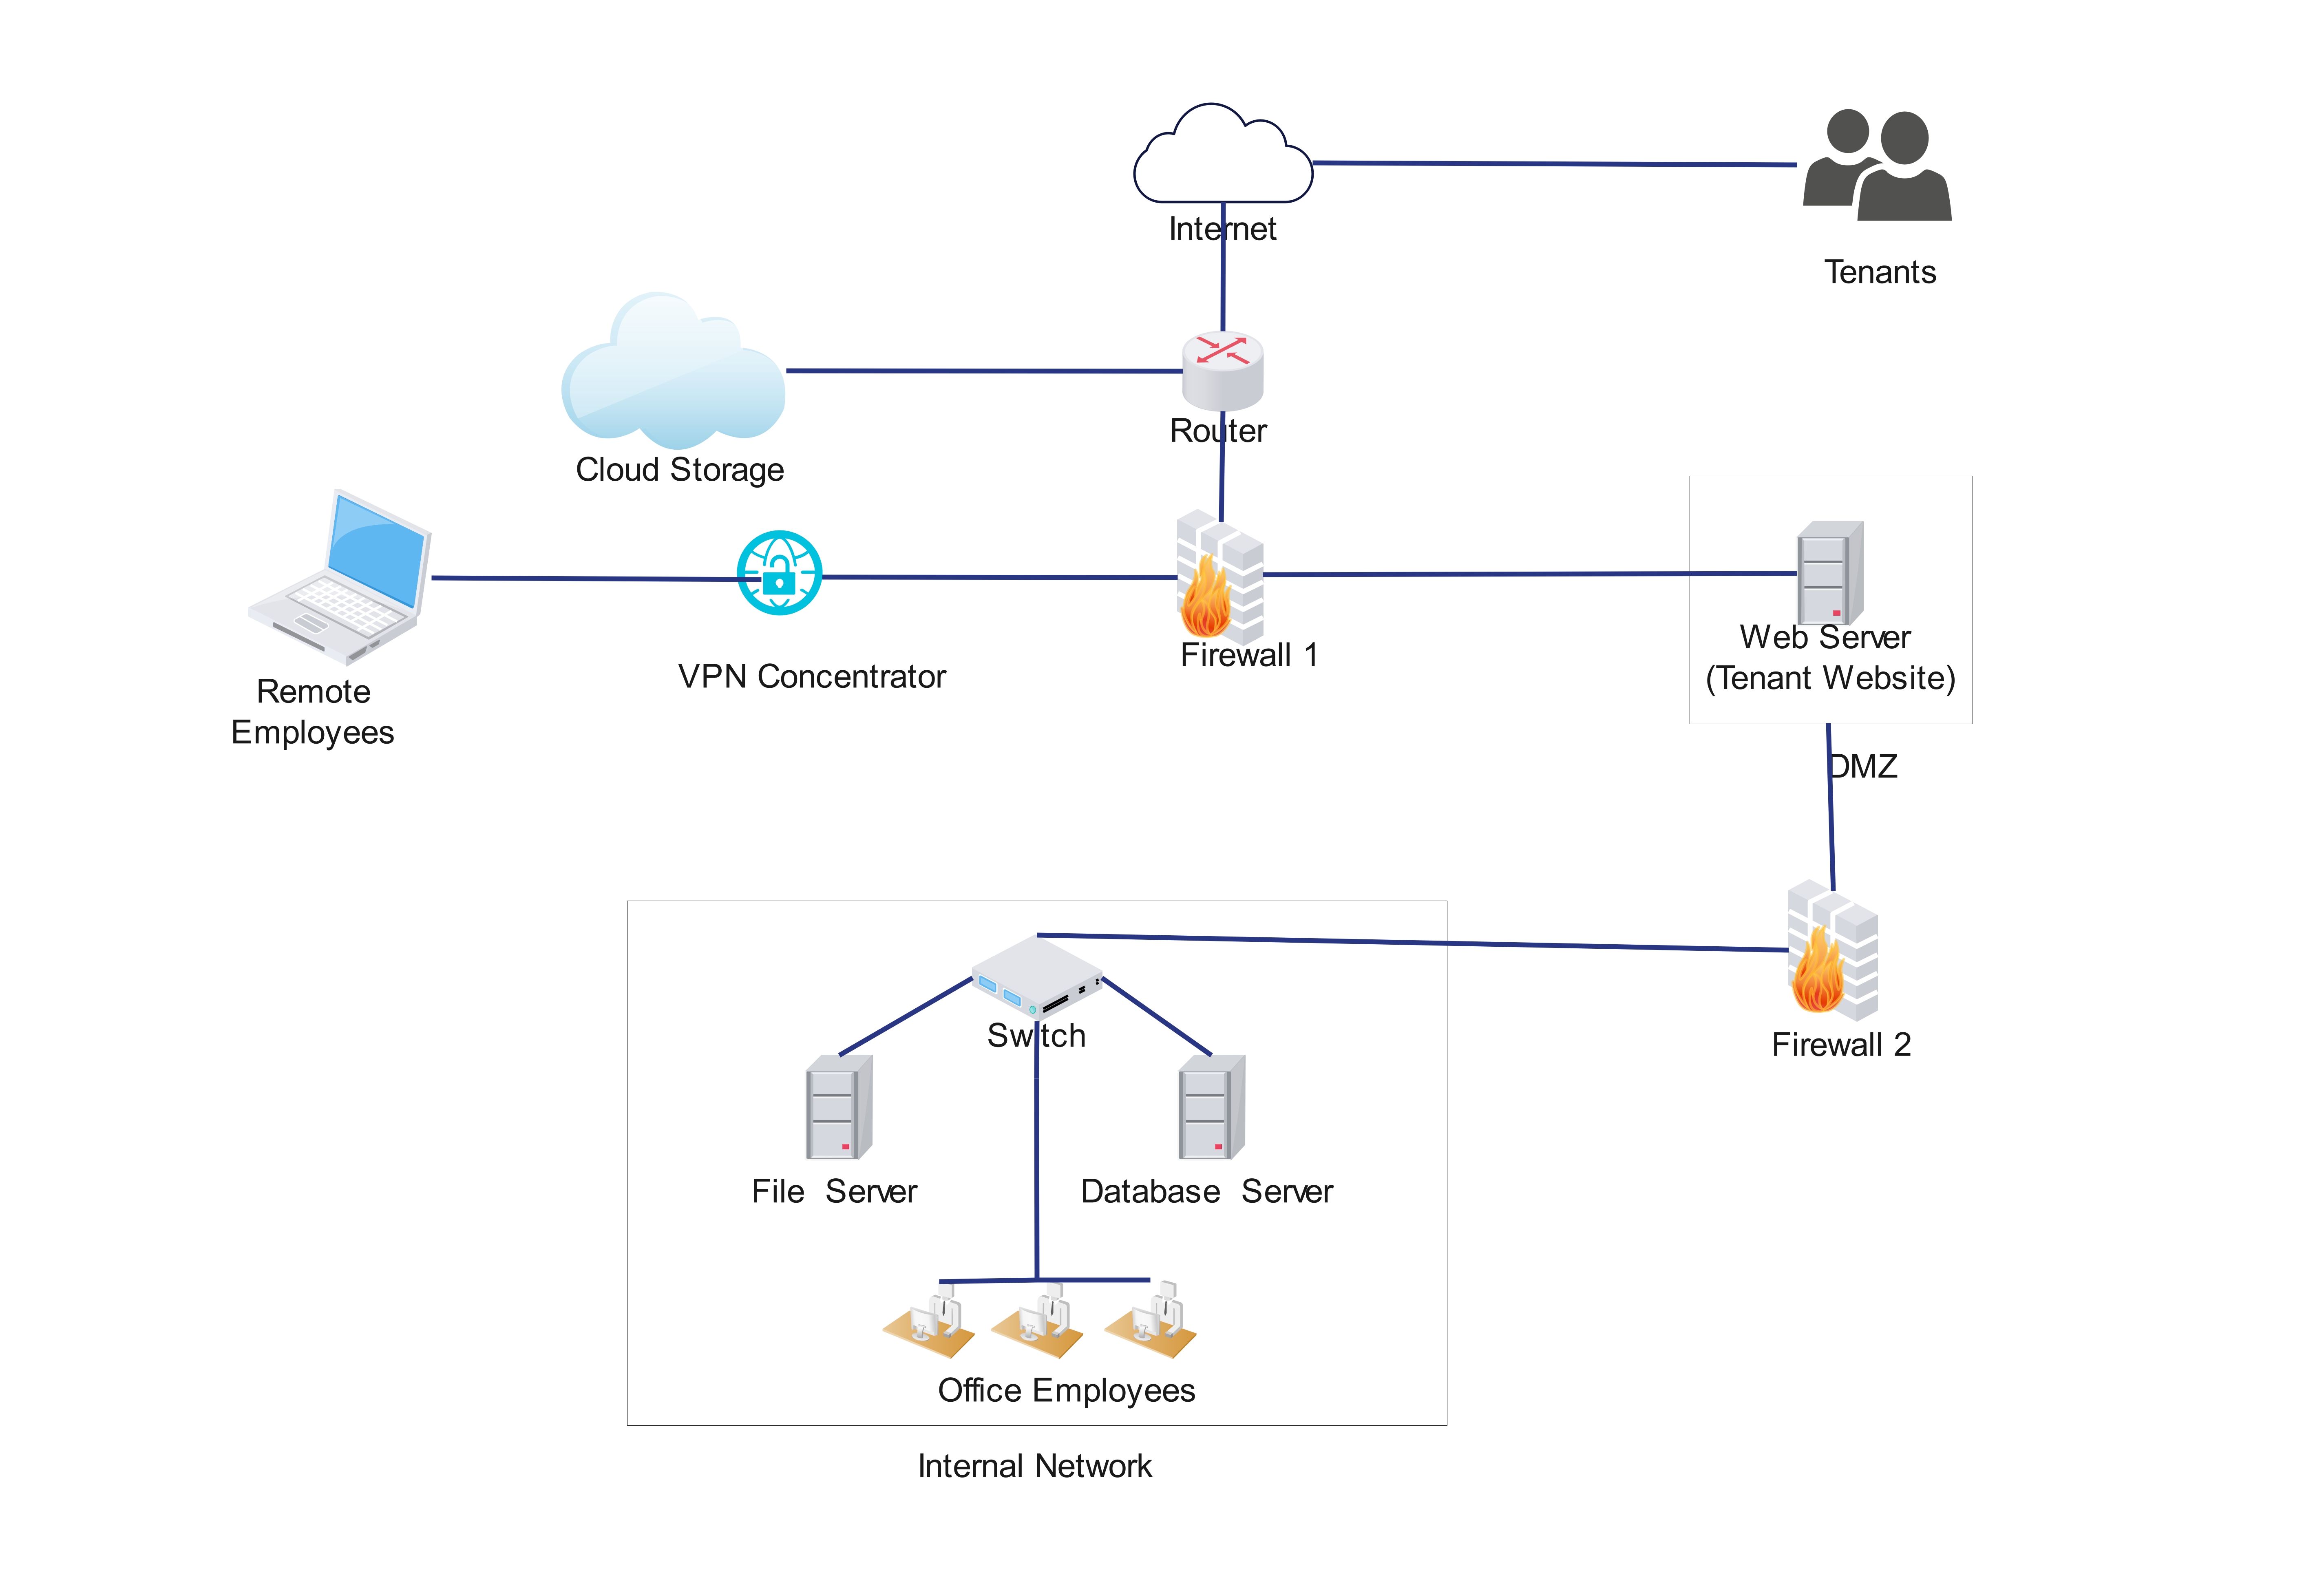 Internet
Tenants
Router
Cloud Storage
Firewall 1
Web Server
(Tenant Website)
VPN Concentrator
Remote
Employees
DMZ
Switch
Firewall 2
File Server
Database Server
Office Employees
Internal Network